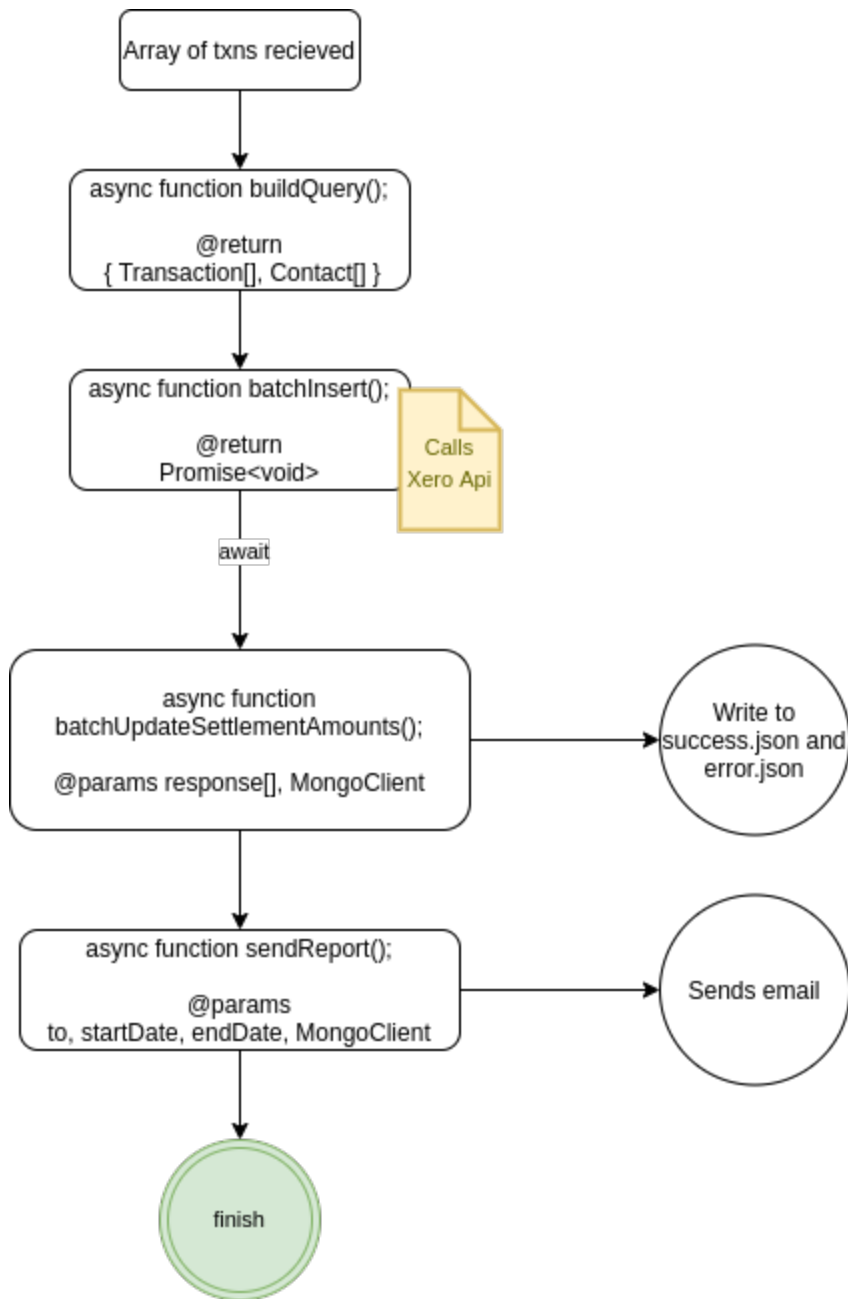 Array of txns recieved
async function buildQuery();
@return
{ Transaction[], Contact[] }
async function batchInsert();
@return
Promise<void>
Calls
Xero Api
await
async function
batchUpdateSettlementAmounts();
@params response[], MongoClient
Write to
success.json and
error.json
async function sendReport();
@params
to, startDate, endDate, MongoClient
Sends email
finish